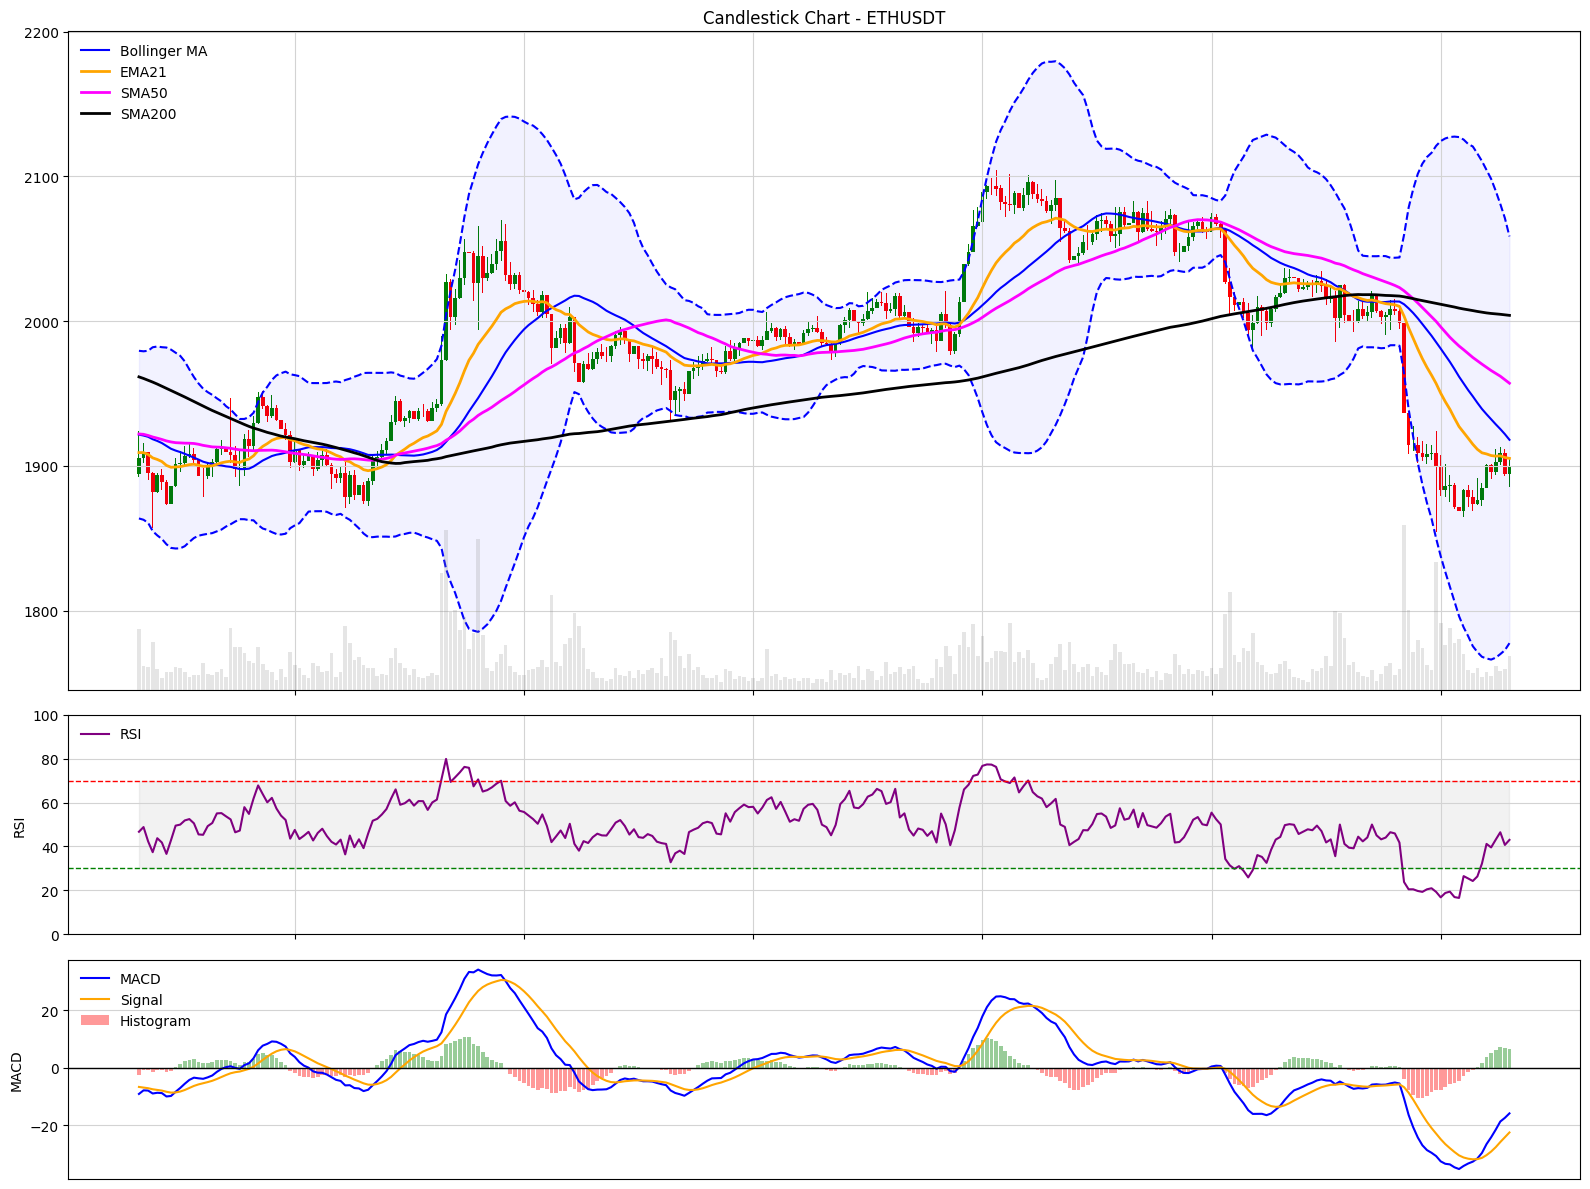 Candlestick Chart - ETHUSDT
2200
2100
2000
1900
1800
Bollinger MA
EMA21
SMA50
SMA200
100
80
60
40
20
0
RSI
RSI
20
0
−20
MACD
MACD
Signal
Histogram